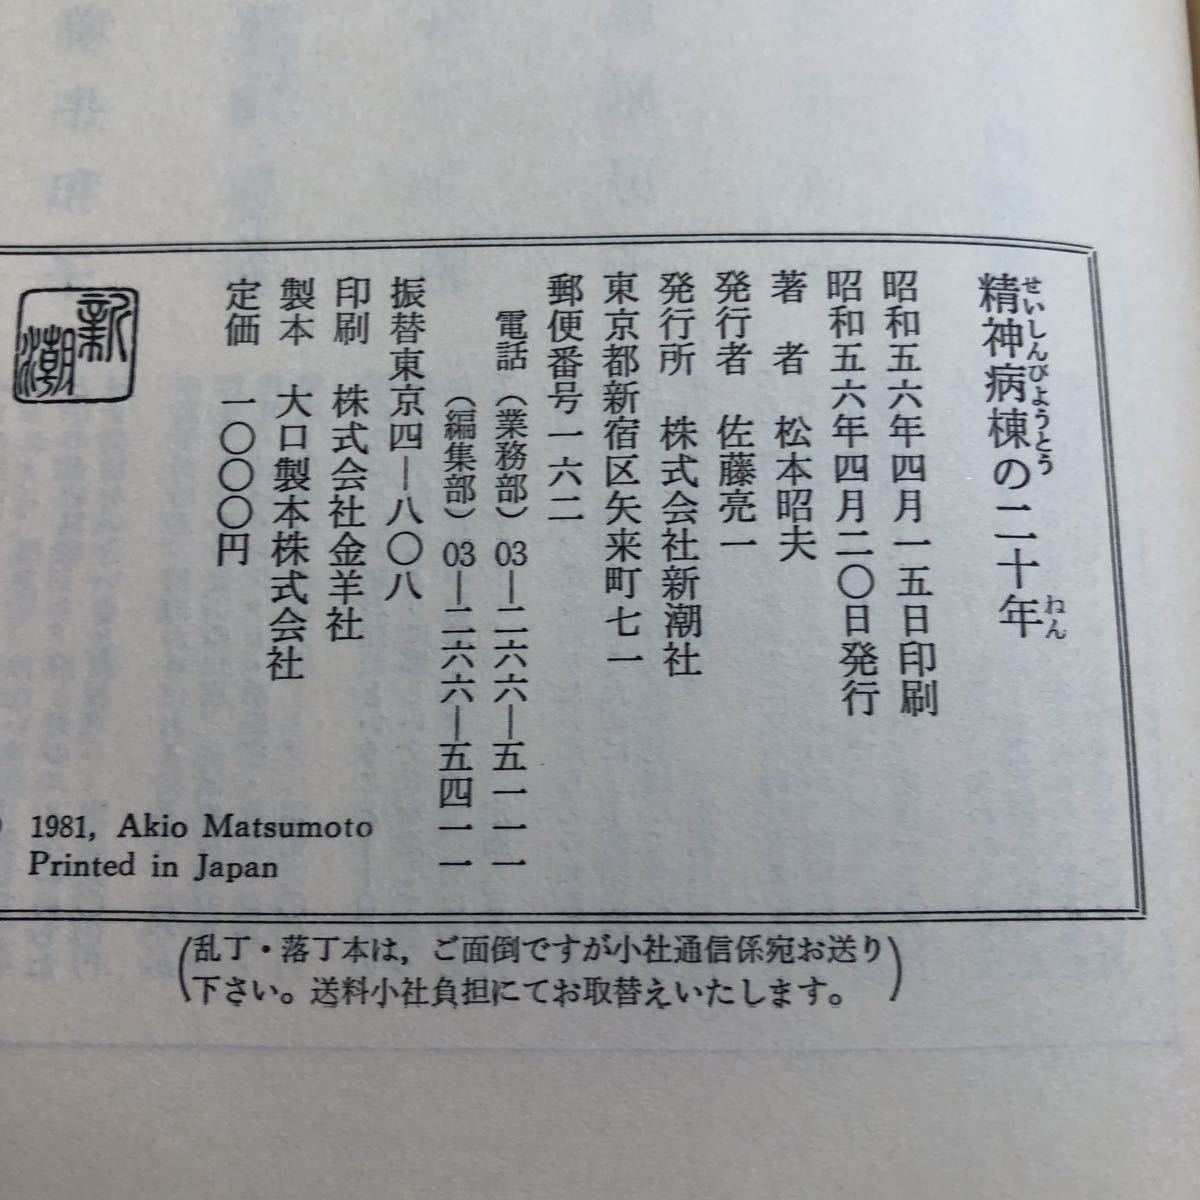 精神病棟の二十年
せいしんびょうとう
ねん
昭和五六年四月一五日印刷
昭和五六年四月二〇日発行
著者 松本昭夫
発行者 佐藤亮一
発行所 株式会社新潮社
東京都新宿区矢来町七一
郵便番号一六二
電話（業務部）03―二六六―五一一一
（編集部）03―二六六―五四一一
振替東京四―八〇八
印刷 株式会社金羊社
製本 大口製本株式会社
定価 一〇〇〇円
新潮
1981, Akio Matsumoto
Printed in Japan
（乱丁・落丁本は，ご面倒ですが小社通信係宛お送り
下さい。送料小社負担にてお取替えいたします。）